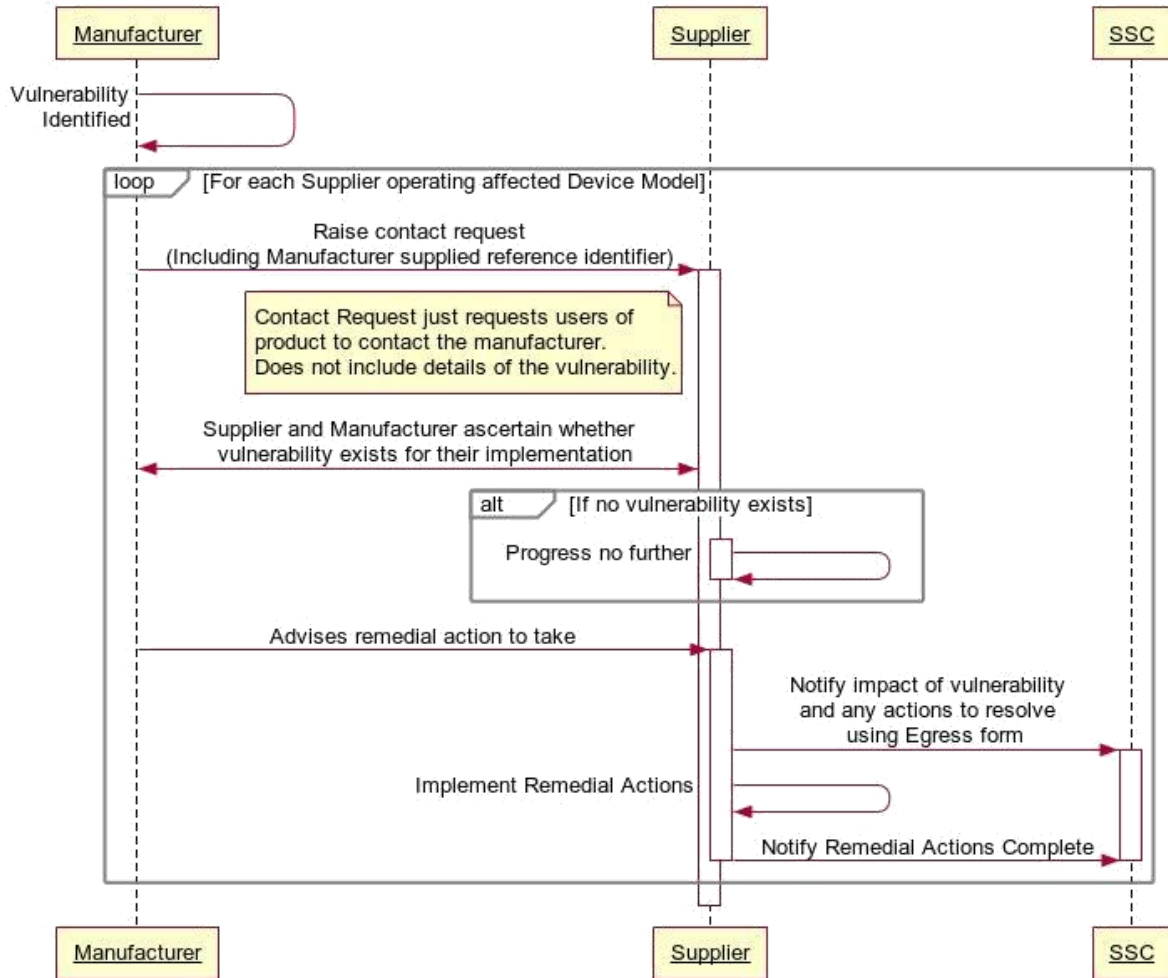 Manufacturer
Supplier
SSC
Vulnerability
Identified
loop
[For each Supplier operating affected Device Model]
Raise contact request
(Including Manufacturer supplied reference identifier)
Contact Request just requests users of
product to contact the manufacturer.
Does not include details of the vulnerability.
Supplier and Manufacturer ascertain whether
vulnerability exists for their implementation
alt
[If no vulnerability exists]
Progress no further
Advises remedial action to take
Notify impact of vulnerability
and any actions to resolve
using Egress form
Implement Remedial Actions
Notify Remedial Actions Complete
Manufacturer
Supplier
SSC